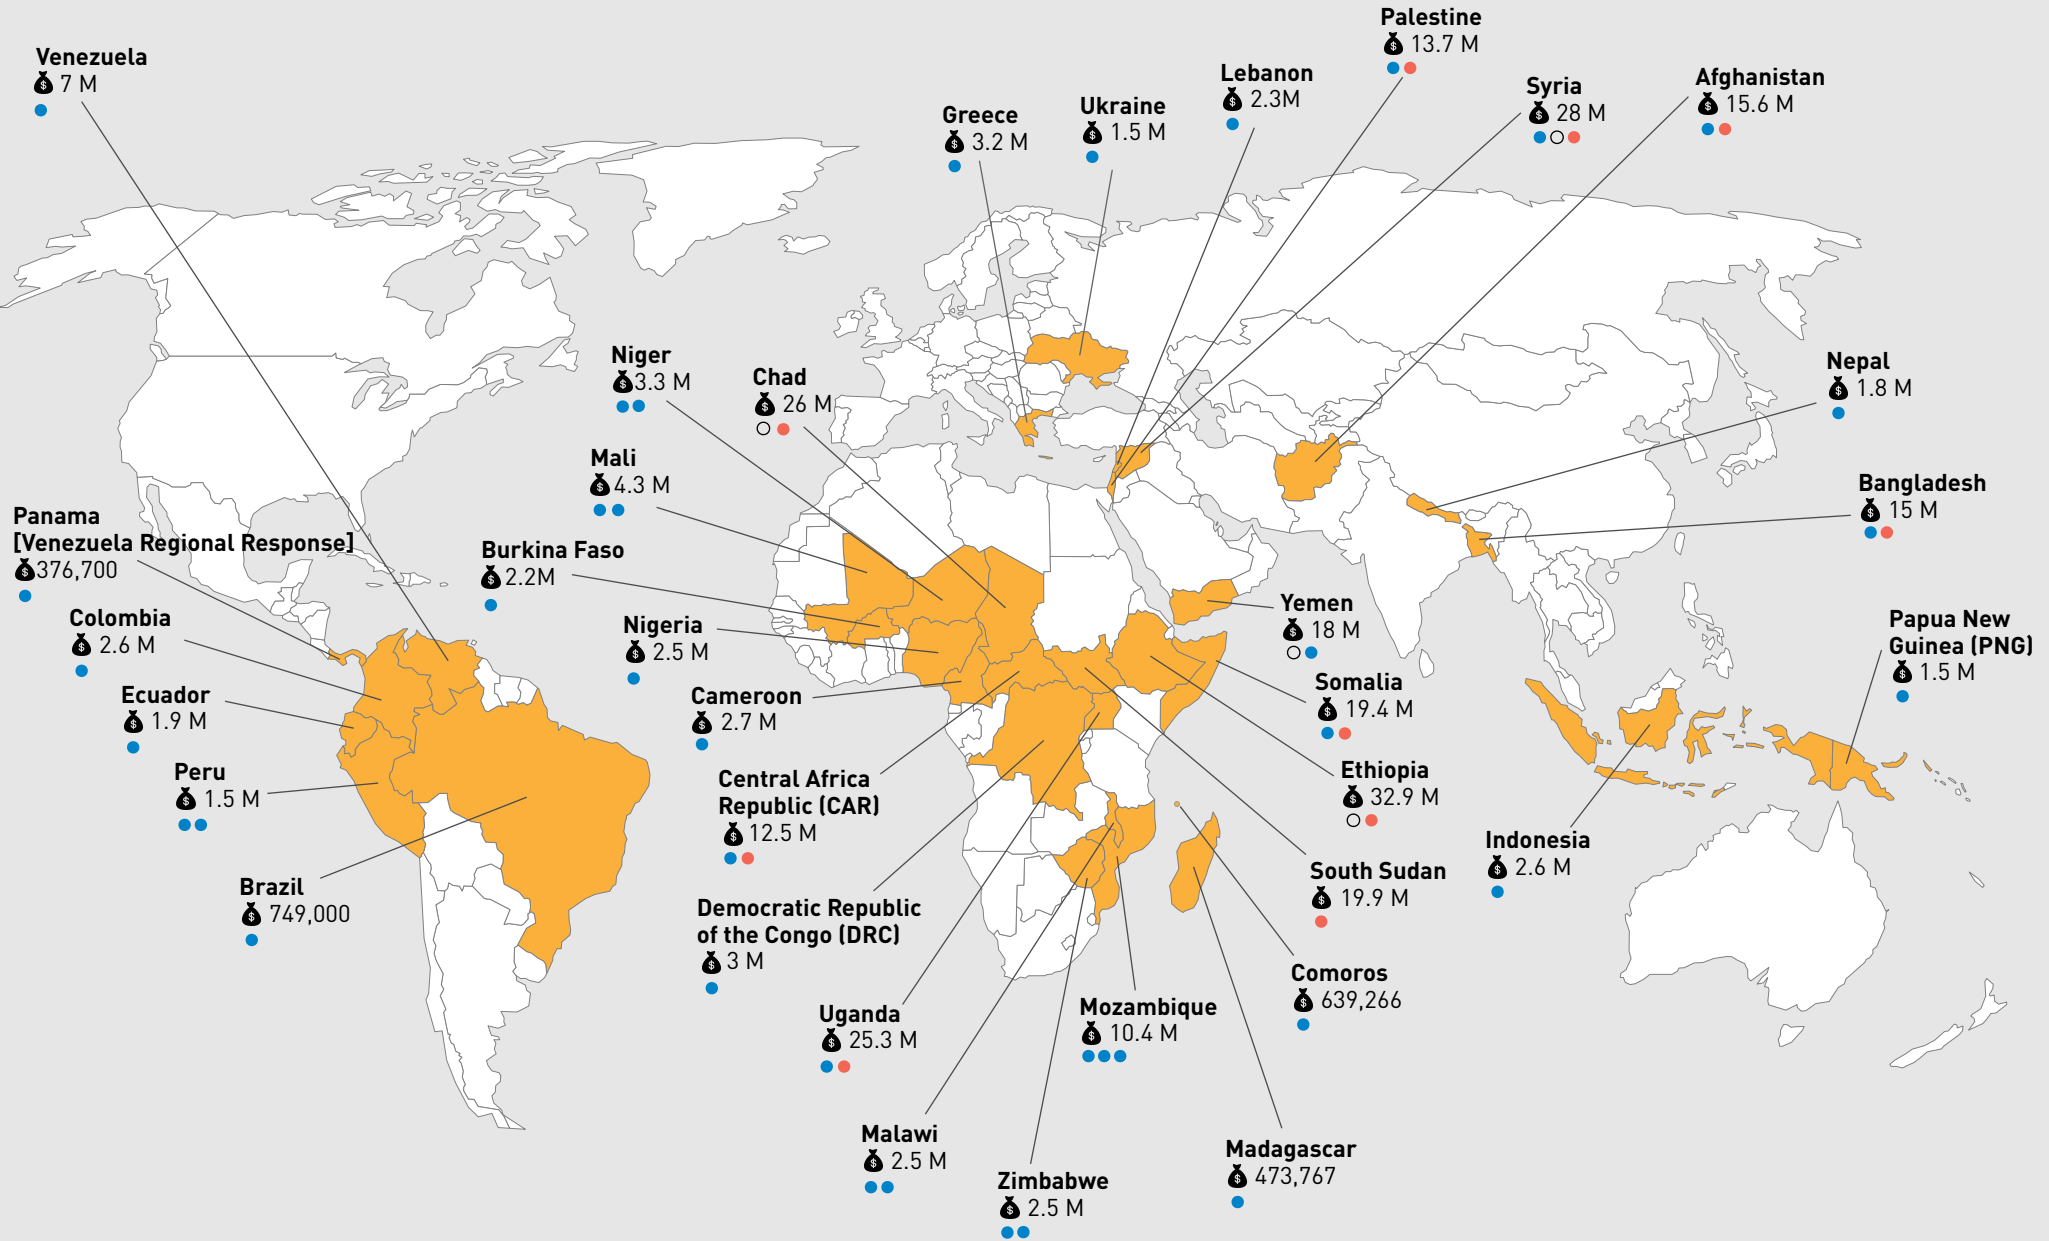 Venezuela
$ 7 M
Palestine
$ 13.7 M
Lebanon
$ 2.3M
Syria
$ 28 M
Afghanistan
$ 15.6 M
Greece
$ 3.2 M
Ukraine
$ 1.5 M
Niger
$ 3.3 M
Chad
$ 26 M
Nepal
$ 1.8 M
Mali
$ 4.3 M
Bangladesh
$ 15 M
Panama
[Venezuela Regional Response]
$ 376,700
Burkina Faso
$ 2.2M
Colombia
$ 2.6 M
Nigeria
$ 2.5 M
Yemen
$ 18 M
Papua New
Guinea (PNG)
$ 1.5 M
Ecuador
$ 1.9 M
Cameroon
$ 2.7 M
Somalia
$ 19.4 M
Peru
$ 1.5 M
Central Africa
Republic (CAR)
$ 12.5 M
Ethiopia
$ 32.9 M
Indonesia
$ 2.6 M
Brazil
$ 749,000
Democratic Republic
of the Congo (DRC)
$ 3 M
South Sudan
$ 19.9 M
Comoros
$ 639,266
Uganda
$ 25.3 M
Mozambique
$ 10.4 M
Malawi
$ 2.5 M
Zimbabwe
$ 2.5 M
Madagascar
$ 473,767